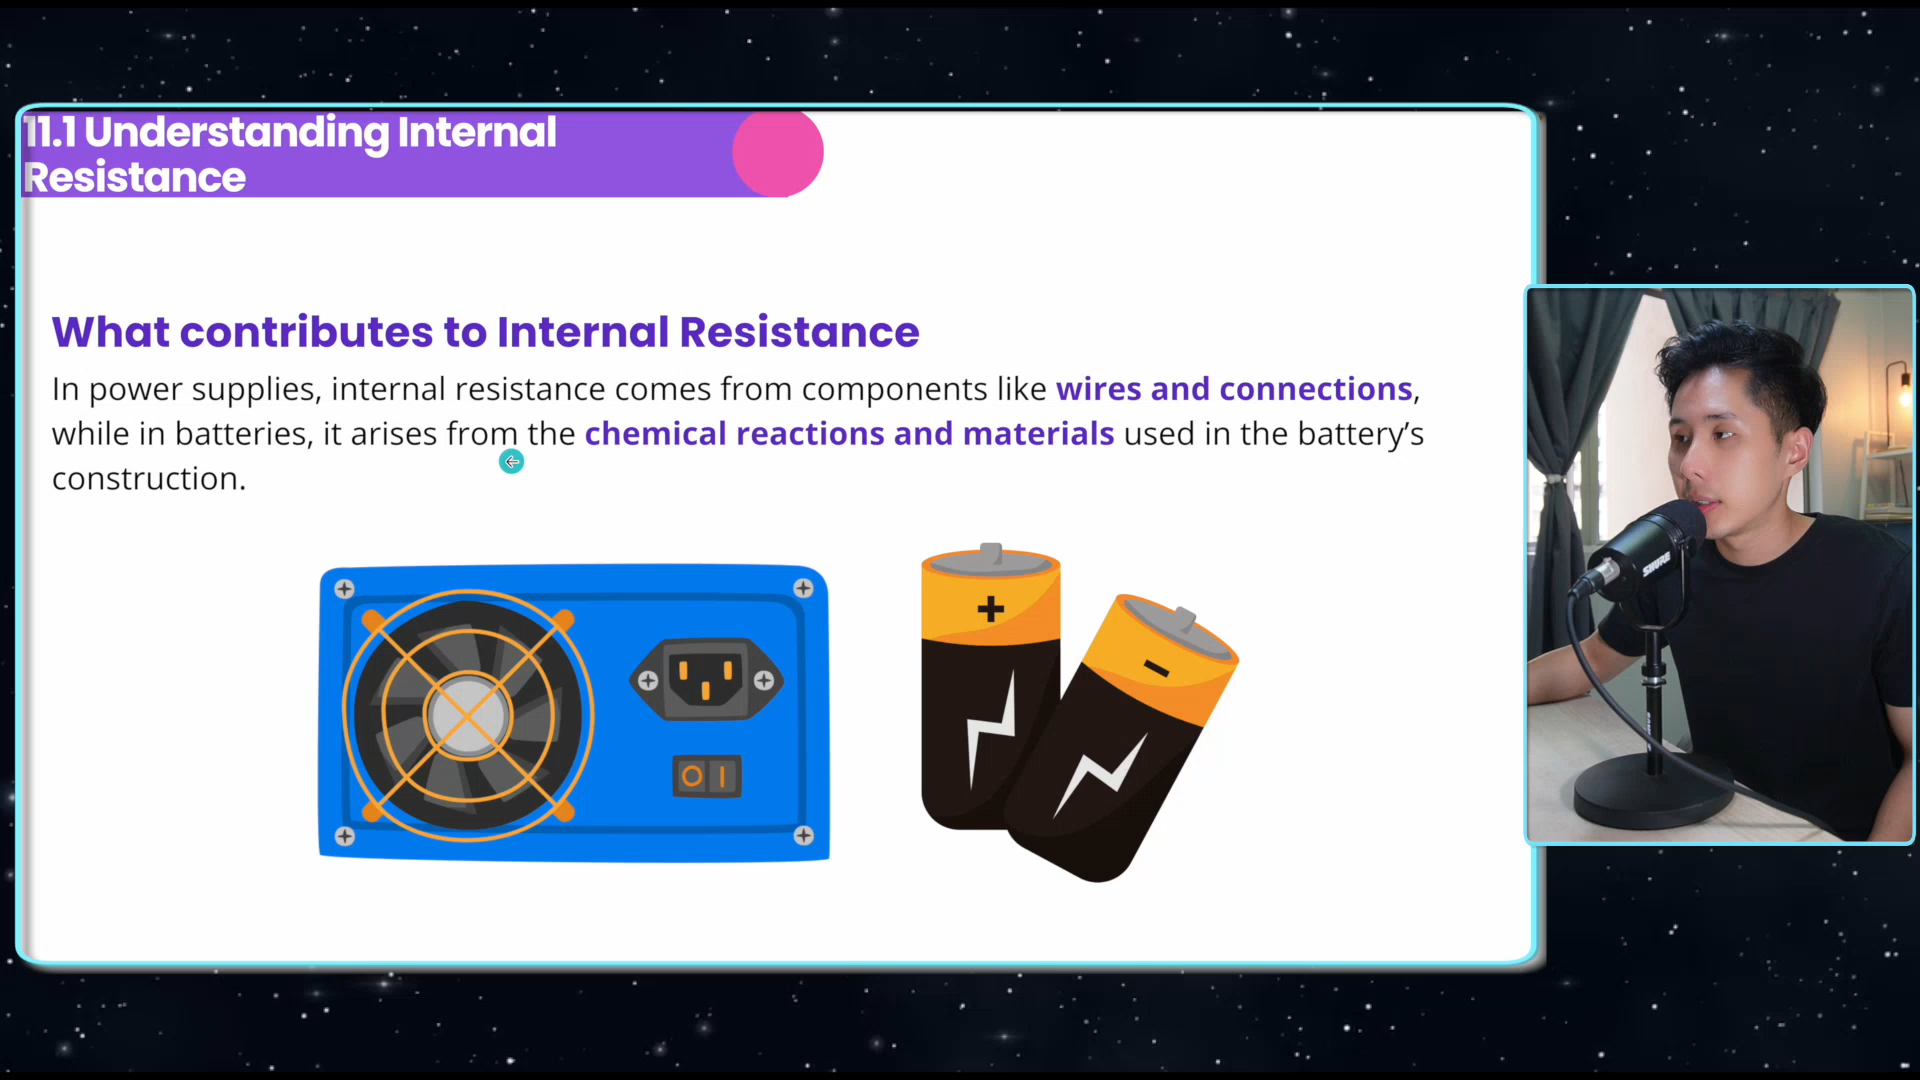 11.1 Understanding Internal
Resistance
What contributes to Internal Resistance
In power supplies, internal resistance comes from components like wires and connections,
while in batteries, it arises from the chemical reactions and materials used in the battery’s
construction.
+
-
O I
SHURE